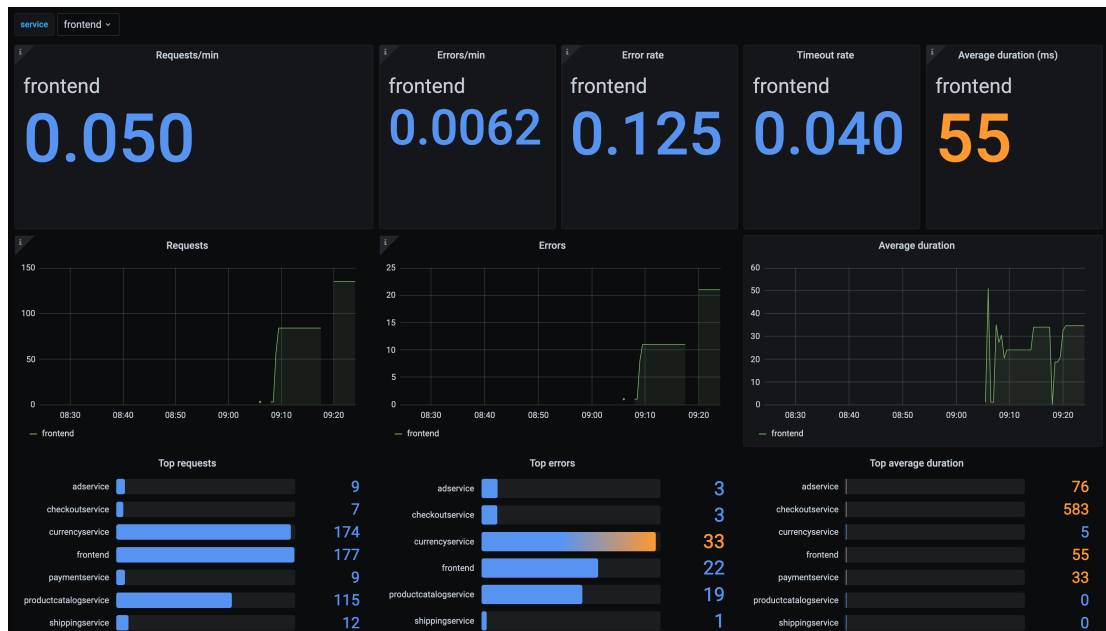 service frontend
Requests/min
frontend
0.050
Errors/min
frontend
0.0062
Error rate
frontend
0.125
Timeout rate
frontend
0.040
Average duration (ms)
frontend
55
Requests
150
100
50
0
08:30 08:40 08:50 09:00 09:10 09:20
frontend
Errors
25
20
15
10
5
0
08:30 08:40 08:50 09:00 09:10 09:20
frontend
Average duration
60
50
40
30
20
10
0
08:30 08:40 08:50 09:00 09:10 09:20
frontend
Top requests
adservice 9
checkoutservice 7
currencyservice 174
frontend 177
paymentservice 9
productcatalogservice 115
shippingservice 12
Top errors
adservice 3
checkoutservice 3
currencyservice 33
frontend 22
productcatalogservice 19
shippingservice 1
Top average duration
adservice 76
checkoutservice 583
currencyservice 5
frontend 55
paymentservice 33
productcatalogservice 0
shippingservice 0